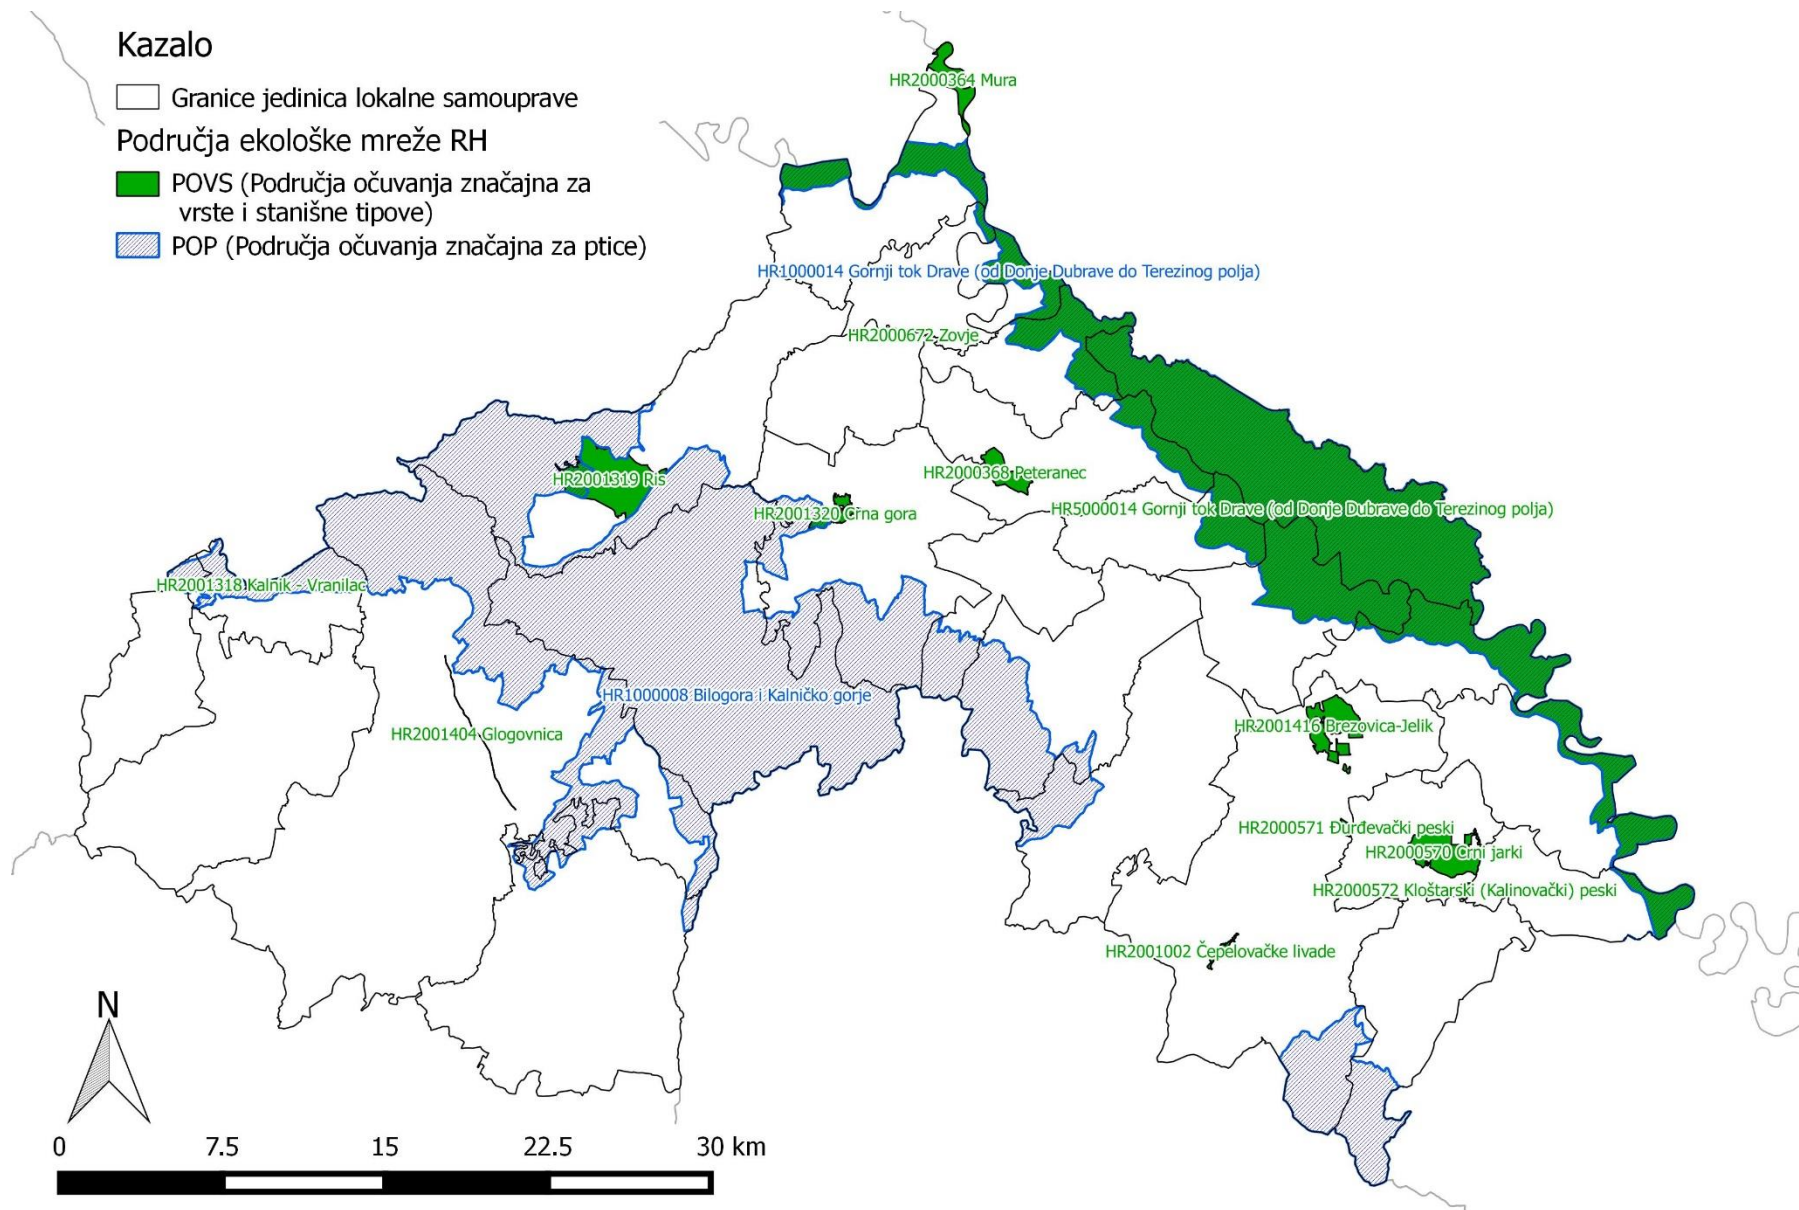 Kazalo
Granice jedinica lokalne samouprave
Područja ekološke mreže RH
POVS (Područja očuvanja značajna za
vrste i stanišne tipove)
POP (Područja očuvanja značajna za ptice)
HR2000364 Mura
HR1000014 Gornji tok Drave (od Donje Dubrave do Terezinog polja)
HR2000672 Zovje
HR2000368 Peteranec
HR2001319 Ris
HR2001320 Crna gora
HR5000014 Gornji tok Drave (od Donje Dubrave do Terezinog polja)
HR2001318 Kalnik - Vranilac
HR1000008 Bilogora i Kalničko gorje
HR2001404 Glogovnica
HR2001416 Brezovica-Jelik
HR2000571 Đurđevački peski
HR2000570 Crni jarki
HR2000572 Kloštarski (Kalinovački) peski
HR2001002 Čepelovačke livade
N
0 7.5 15 22.5 30 km